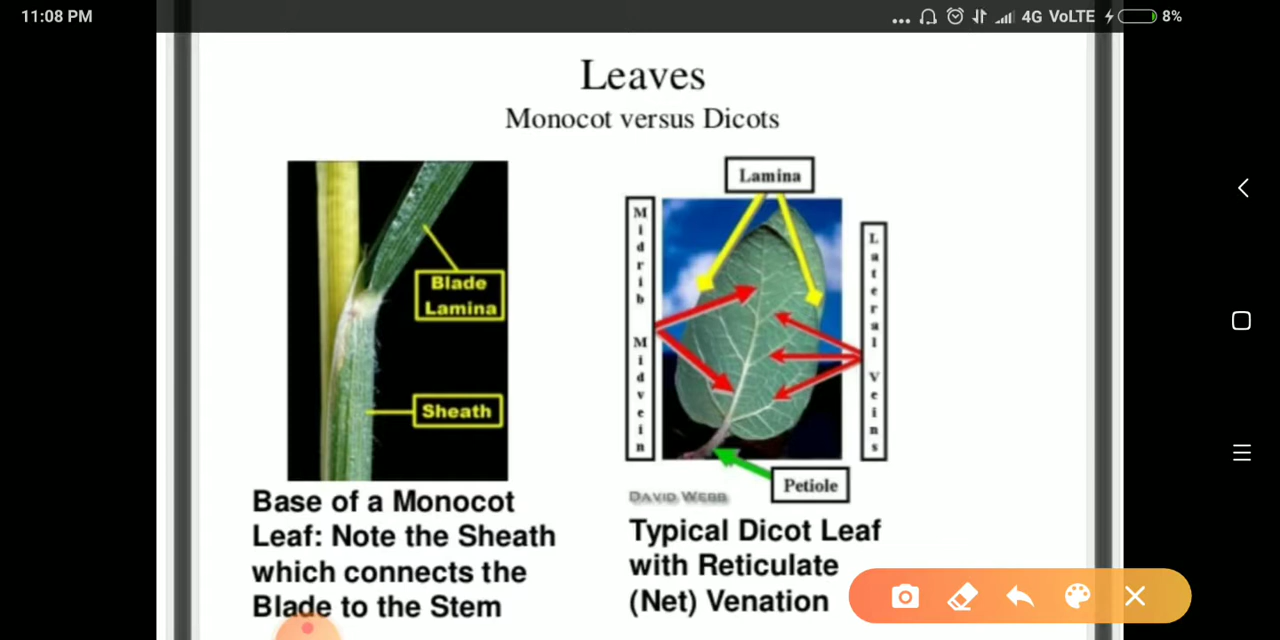 11:08 PM
... 4G VoLTE 8%
Leaves
Monocot versus Dicots
Blade
Lamina
Sheath
Base of a Monocot
Leaf: Note the Sheath
which connects the
Blade to the Stem
Lamina
Midrib Midvein
Lateral Veins
Petiole
DAVID WEBB
Typical Dicot Leaf
with Reticulate
(Net) Venation